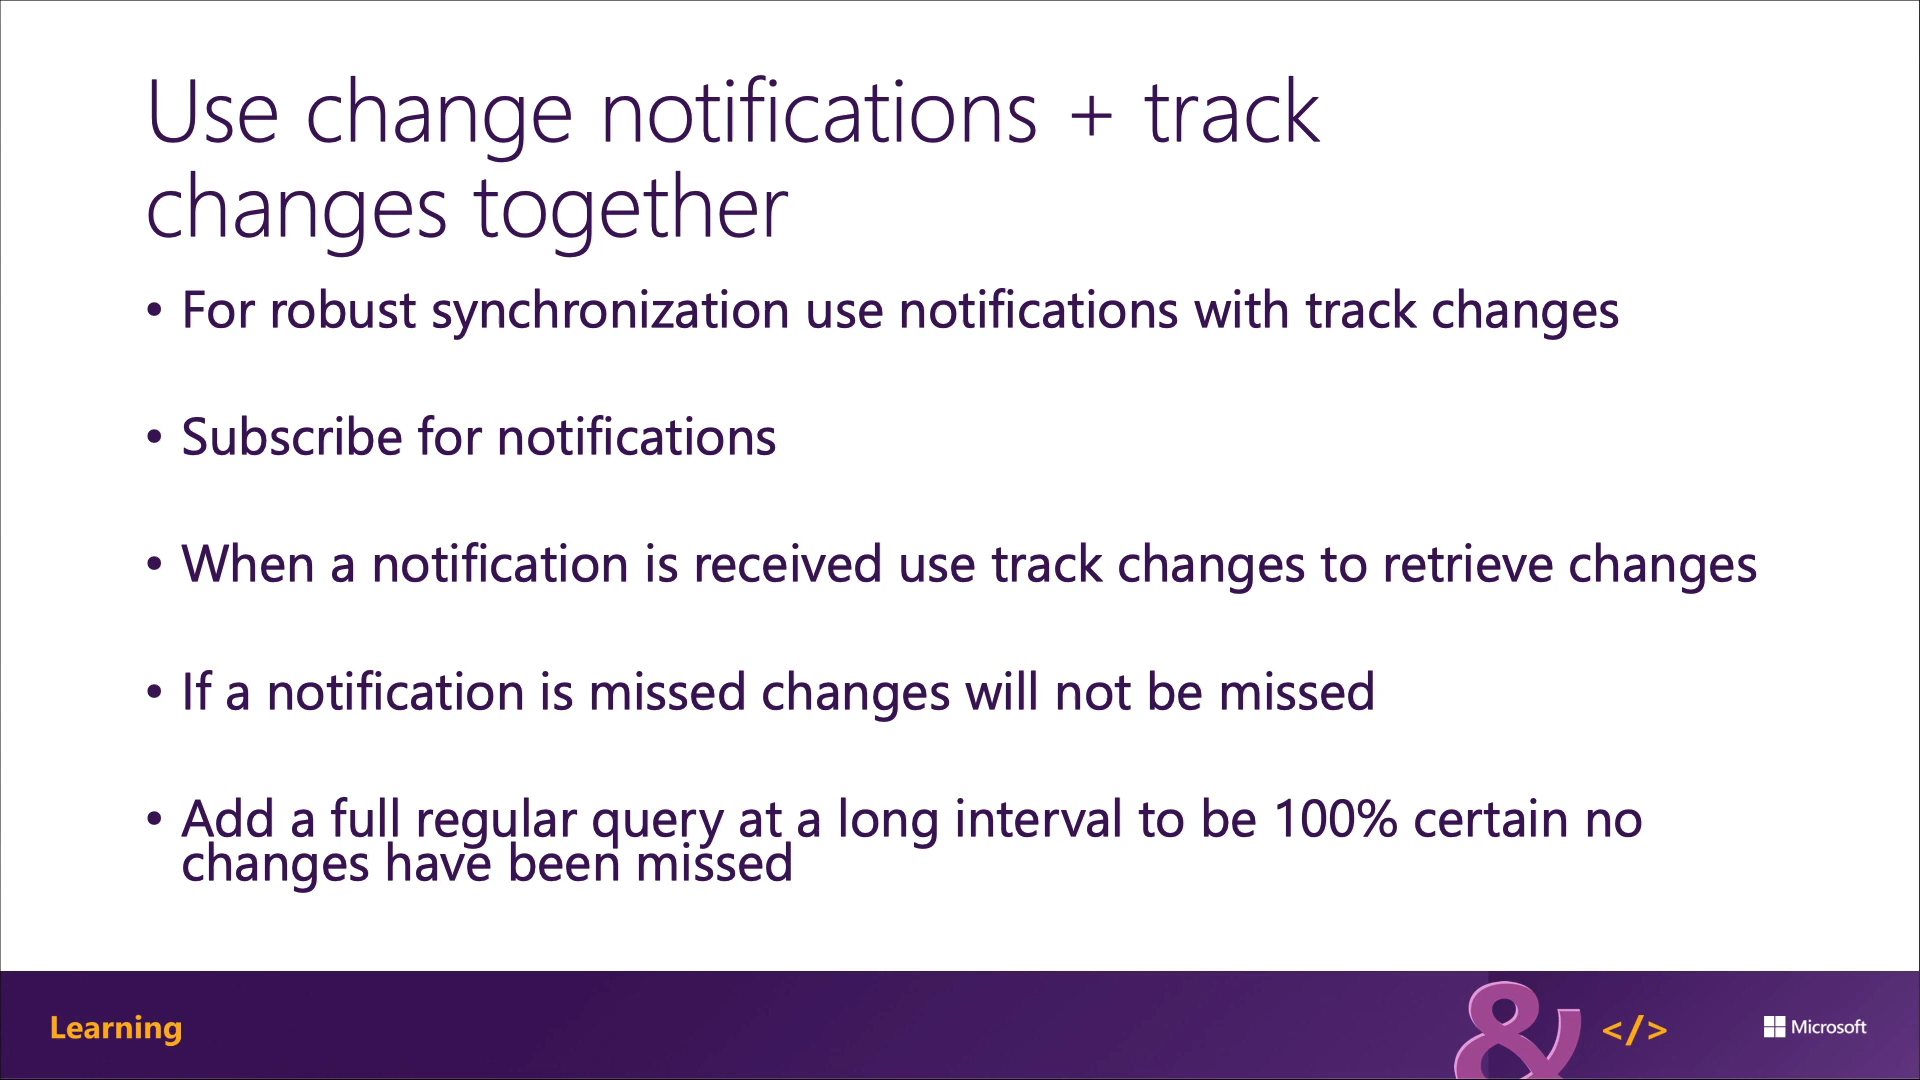 Use change notifications + track
changes together
• For robust synchronization use notifications with track changes
• Subscribe for notifications
• When a notification is received use track changes to retrieve changes
• If a notification is missed changes will not be missed
• Add a full regular query at a long interval to be 100% certain no
changes have been missed
Learning
& </>
Microsoft